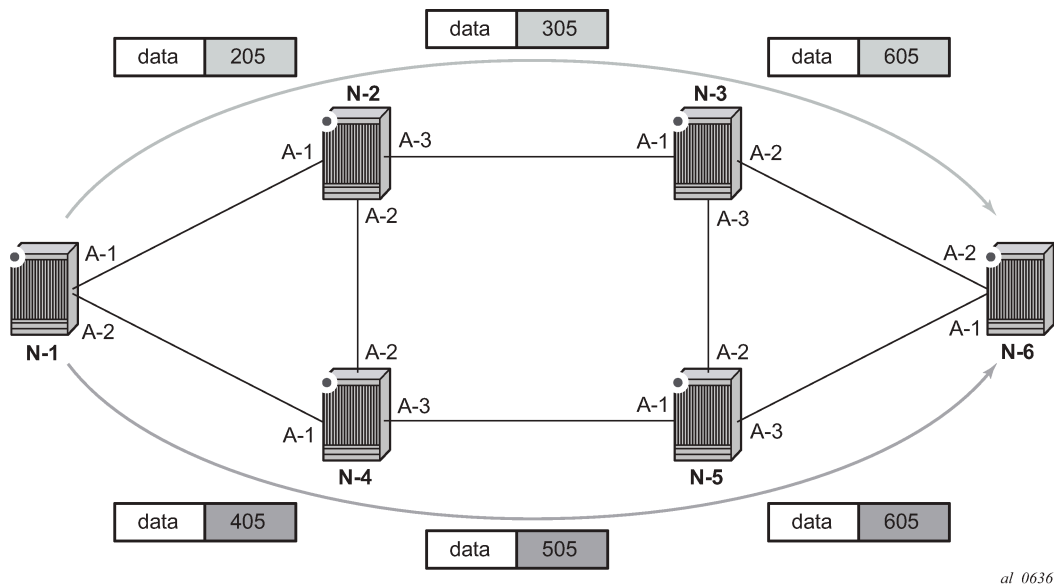 data 205
data 305
data 605
N-2
N-3
A-1
A-3
A-1
A-2
A-2
A-3
A-1
A-2
A-2
A-1
N-1
N-6
A-2
A-2
A-3
A-1
A-1
A-3
N-4
N-5
data 405
data 505
data 605
al_0636